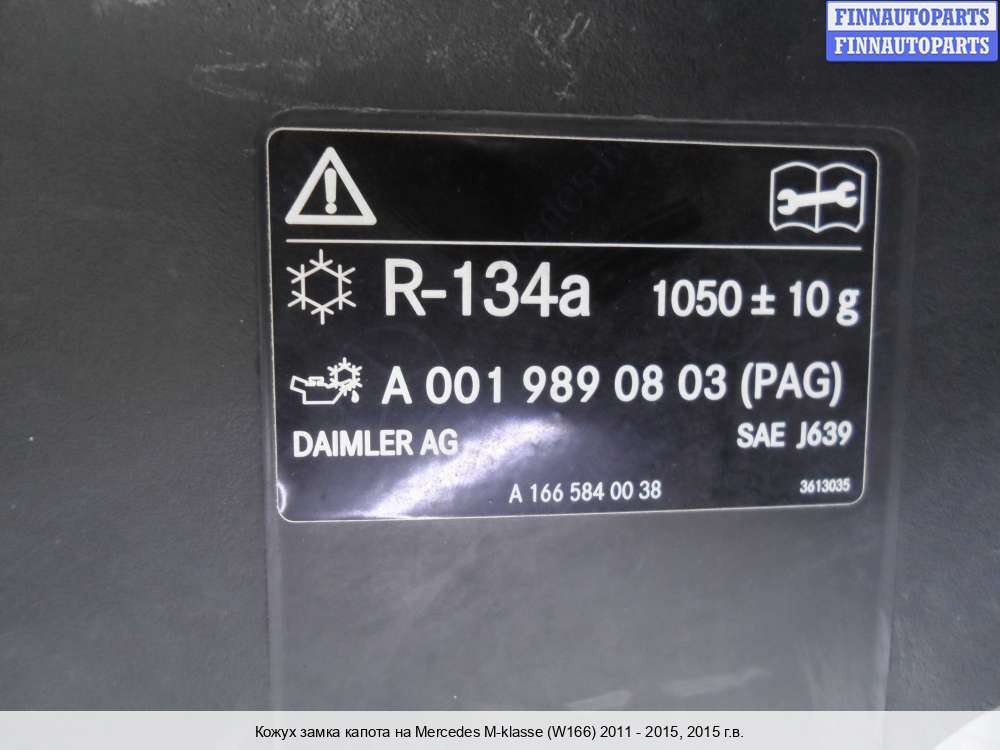 FINNAUTOPARTS
FINNAUTOPARTS
R-134a 1050 ± 10 g
A 001 989 08 03 (PAG)
DAIMLER AG SAE J639
A 166 584 00 38 3613035
Кожух замка капота на Mercedes M-klasse (W166) 2011 - 2015, 2015 г.в.